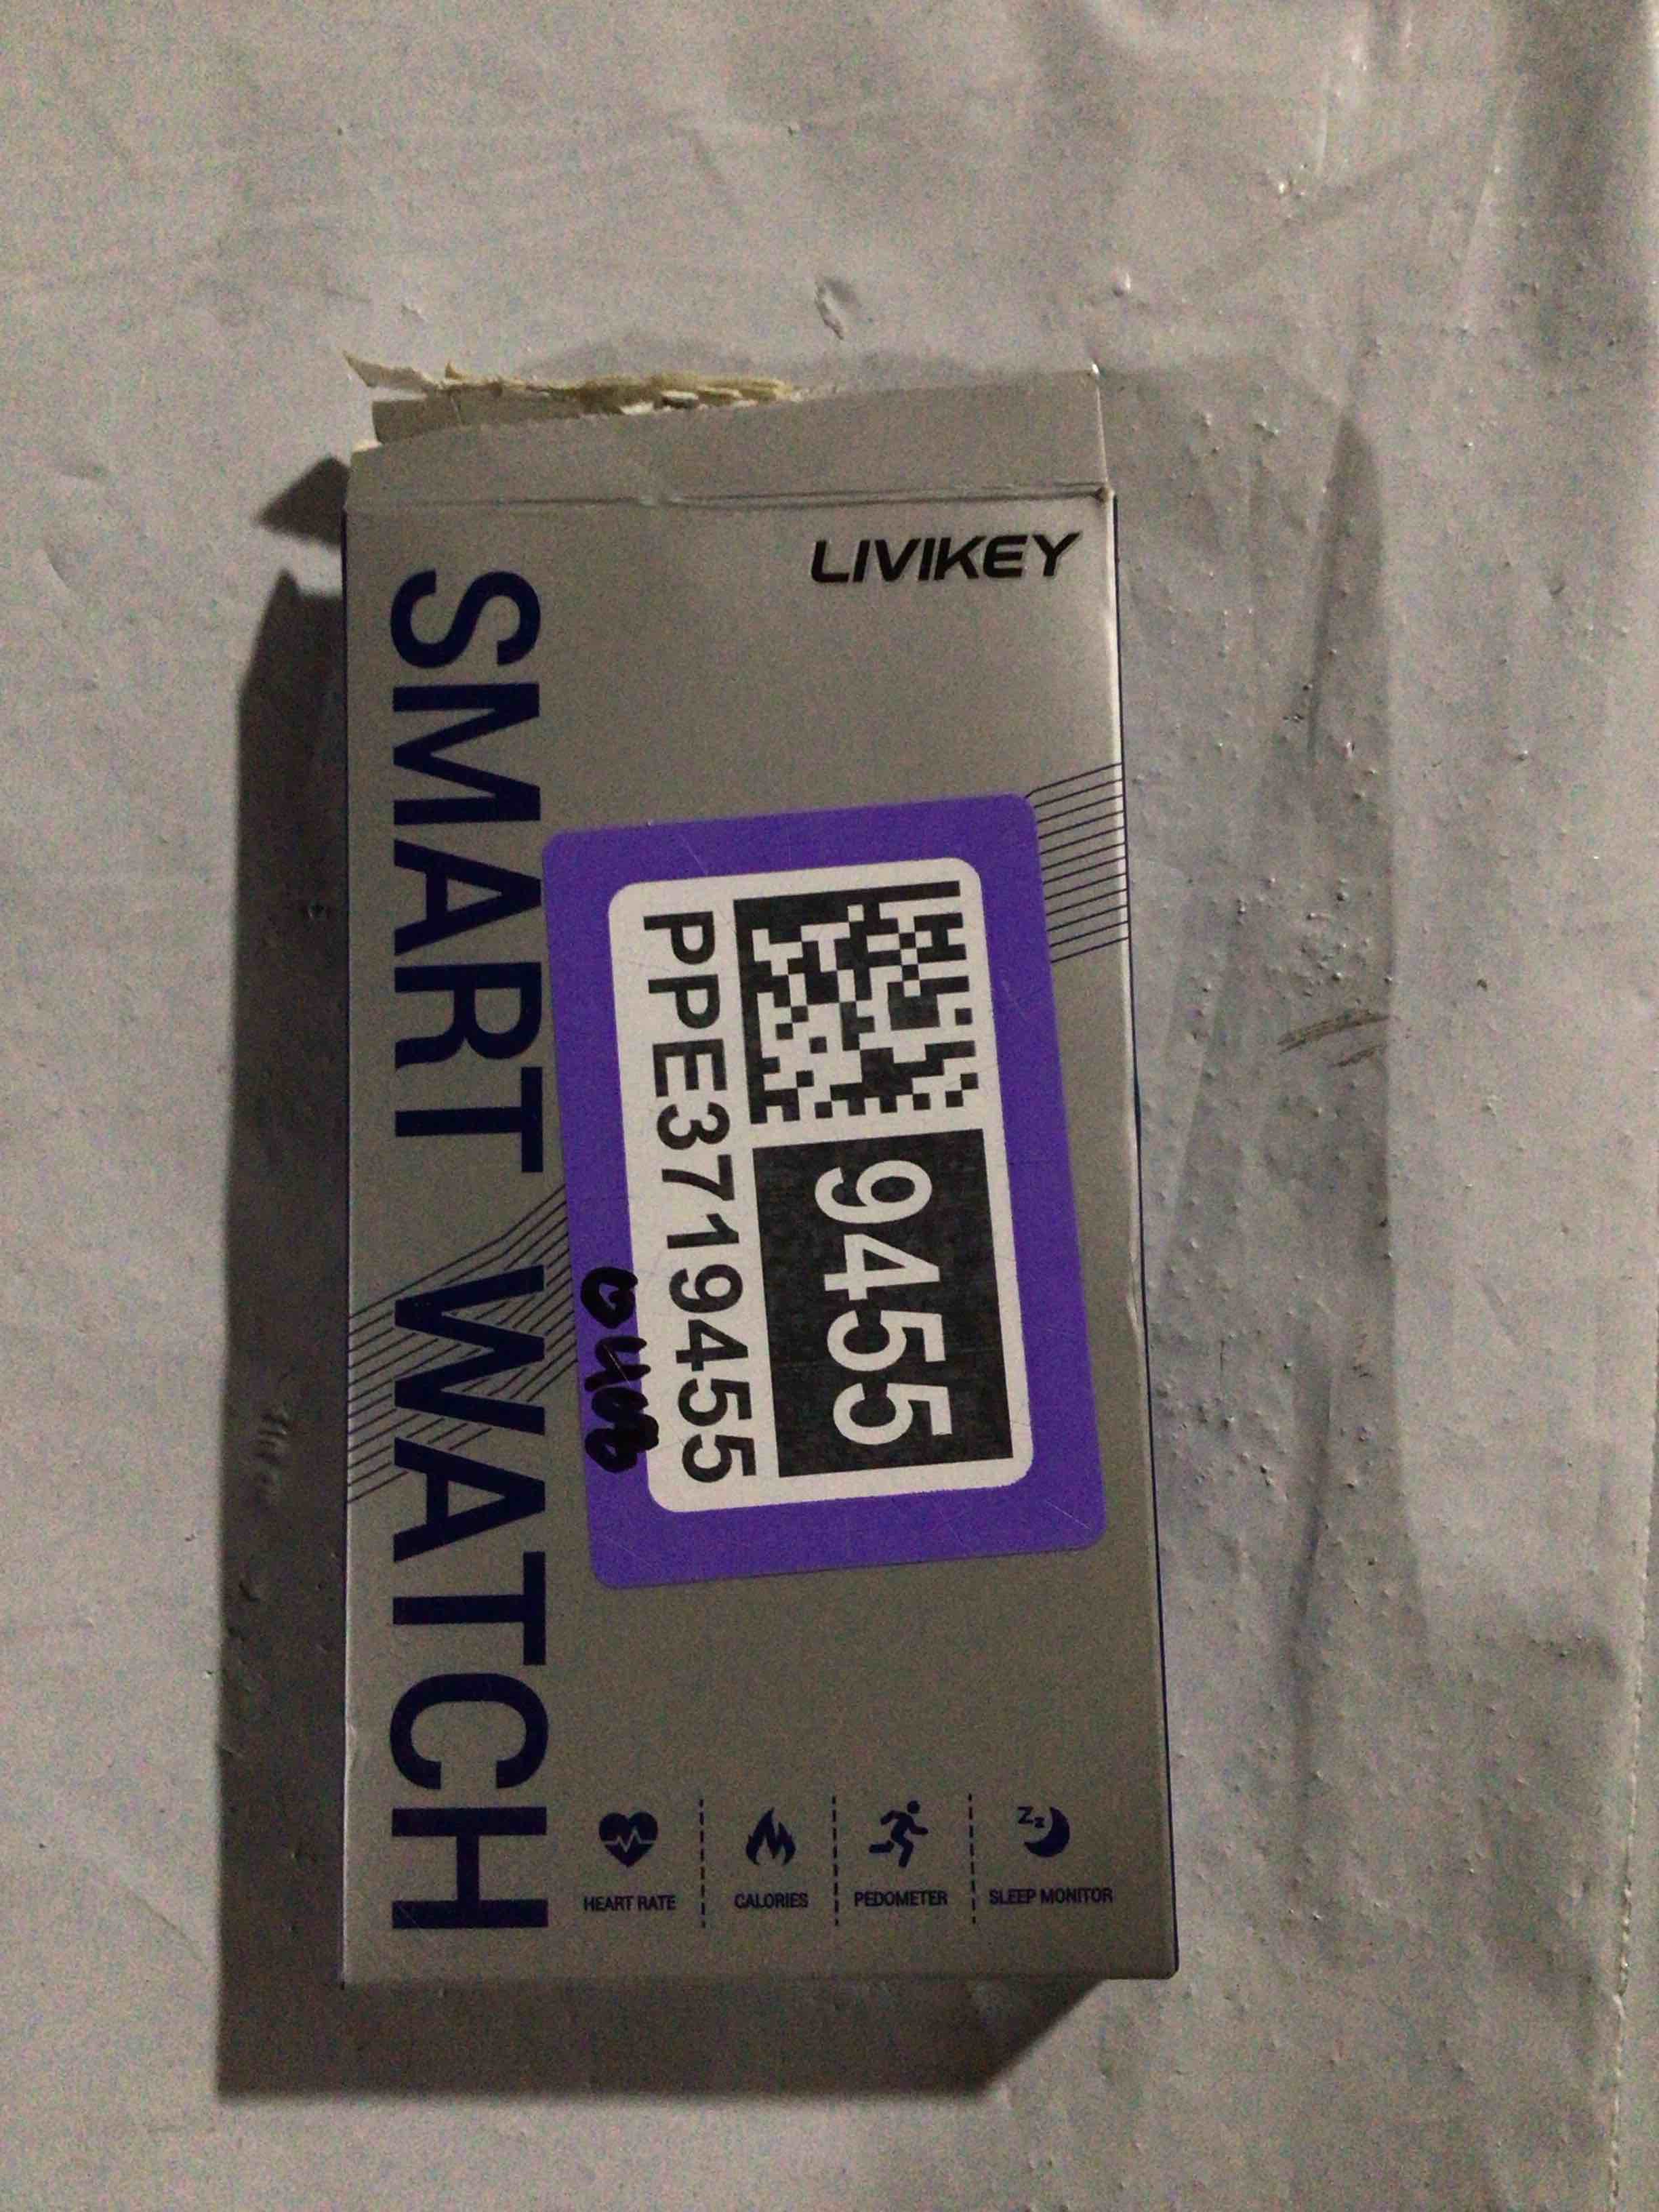 LIVIKEY
SMART WATCH
9455
PPE3719455
HEART RATE
CALORIES
PEDOMETER
SLEEP MONITOR